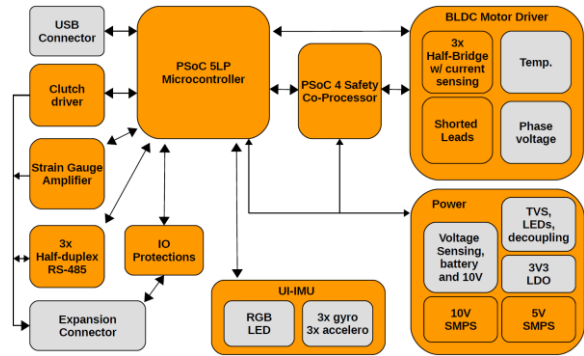 USB
Connector
PSoC 5LP
Microcontroller
Clutch
driver
Strain Gauge
Amplifier
3x
Half-duplex
RS-485
Expansion
Connector
IO
Protections
PSoC 4 Safety
Co-Processor
BLDC Motor Driver
3x
Half-Bridge
w/ current
sensing
Temp.
Shorted
Leads
Phase
voltage
UI-IMU
RGB
LED
3x gyro
3x accelero
Power
Voltage
Sensing,
battery
and 10V
TVS,
LEDs,
decoupling
3V3
LDO
10V
SMPS
5V
SMPS